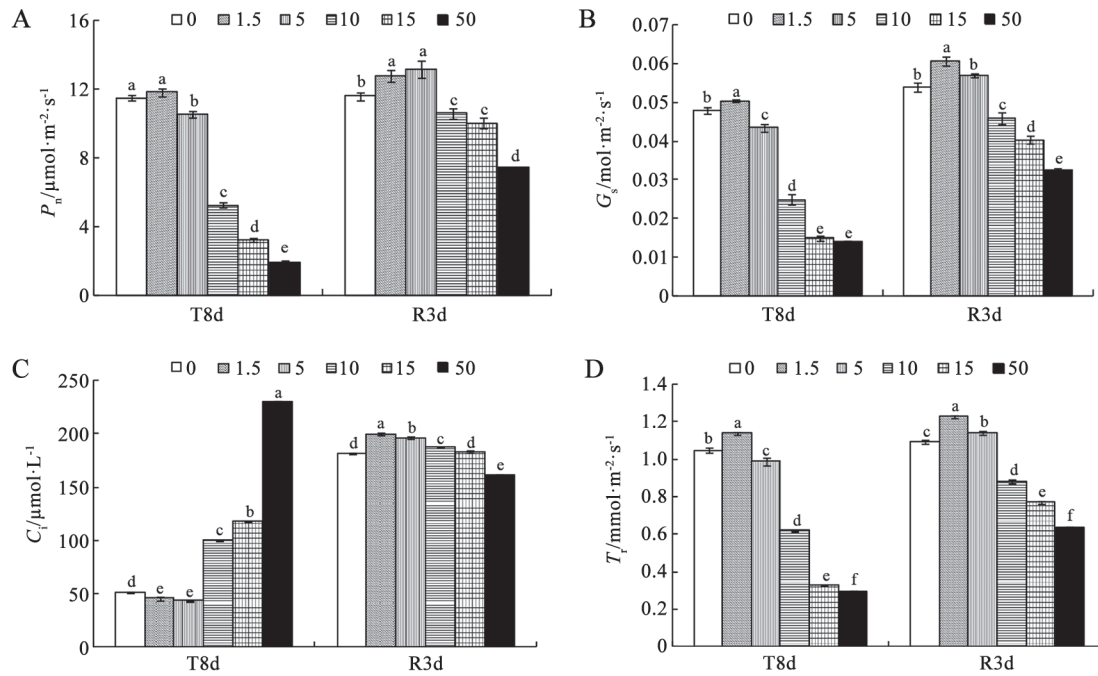 A
0 1.5 5 10 15 50
16
12
8
4
0
Pn/μmol·m-2·s-1
a a b c d e
b a a c c d
T8d R3d
B
0 1.5 5 10 15 50
0.07
0.06
0.05
0.04
0.03
0.02
0.01
0
Gs/mol·m-2·s-1
b a c d e e
b a b c d e
T8d R3d
C
0 1.5 5 10 15 50
250
200
150
100
50
0
Ci/μmol·L-1
d e e c b a
d a b c d e
T8d R3d
D
0 1.5 5 10 15 50
1.4
1.2
1.0
0.8
0.6
0.4
0.2
0
Tr/mmol·m-2·s-1
b a c d e f
c a b d e f
T8d R3d